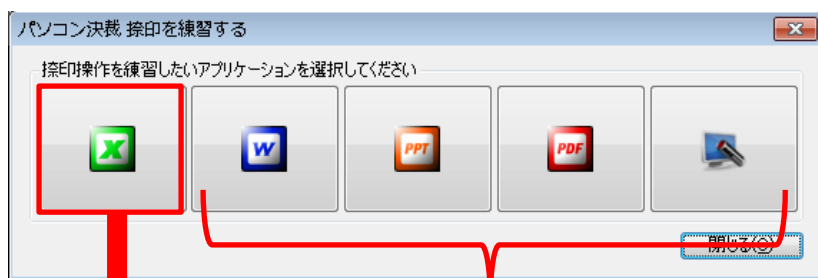 パソコン決裁 捺印を練習する
捺印操作を練習したいアプリケーションを選択してください
X
W
PPT
PDF
閉じる(C)